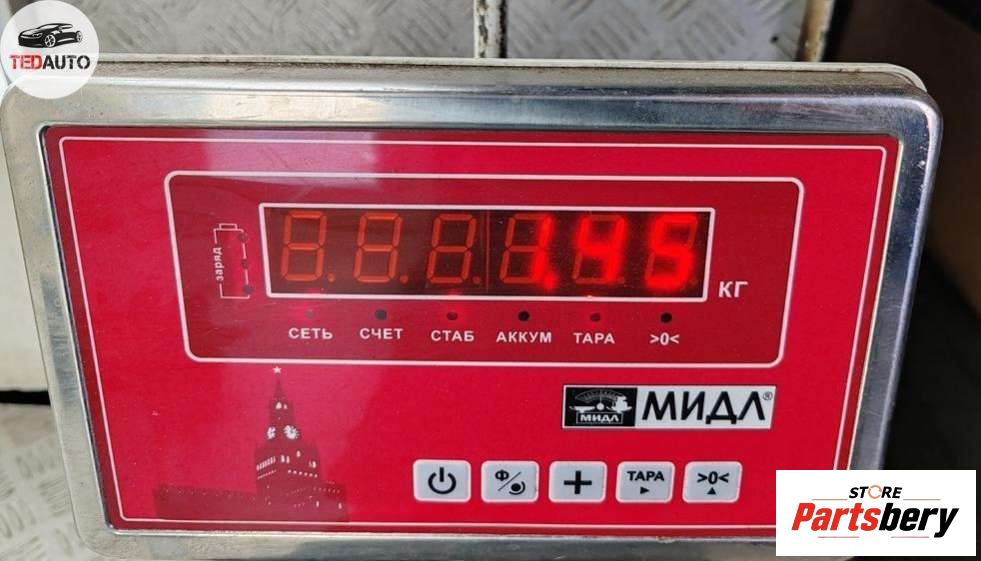 TEDAUTO
заряд
1.45
КГ
СЕТЬ СЧЕТ СТАБ АККУМ ТАРА >0<
МИДЛ МИДЛ®
Ф ТАРА >0<
STORE
Partsbery